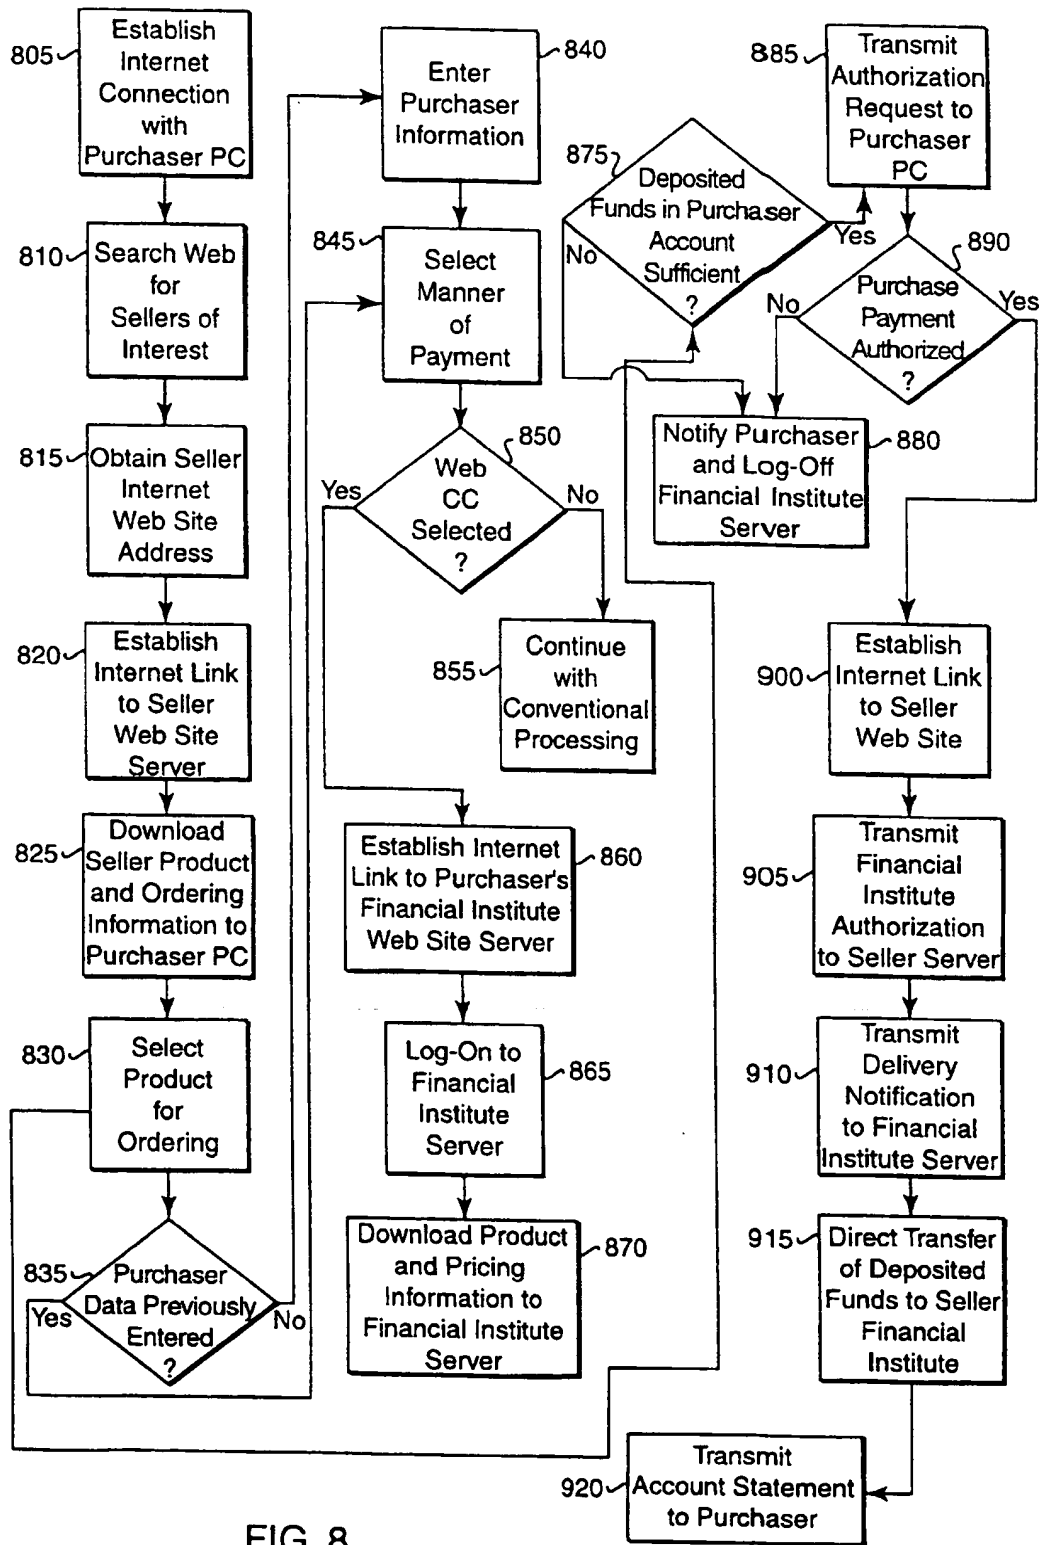 805
Establish
Internet
Connection
with
Purchaser PC
810
Search Web
for
Sellers of
Interest
815
Obtain Seller
Internet
Web Site
Address
820
Establish
Internet Link
to Seller
Web Site
Server
825
Download
Seller Product
and Ordering
Information to
Purchaser PC
830
Select
Product
for
Ordering
835
Purchaser
Data Previously
Entered
?
Yes
No
840
Enter
Purchaser
Information
845
Select
Manner
of
Payment
850
Web
CC
Selected
?
Yes
No
855
Continue
with
Conventional
Processing
860
Establish Internet
Link to Purchaser's
Financial Institute
Web Site Server
865
Log-On to
Financial
Institute
Server
870
Download Product
and Pricing
Information to
Financial Institute
Server
875
Deposited
Funds in Purchaser
Account
Sufficient
?
No
Yes
880
Notify Purchaser
and Log-Off
Financial Institute
Server
885
Transmit
Authorization
Request to
Purchaser
PC
890
Purchase
Payment
Authorized
?
No
Yes
900
Establish
Internet Link
to Seller
Web Site
905
Transmit
Financial
Institute
Authorization
to Seller Server
910
Transmit
Delivery
Notification
to Financial
Institute Server
915
Direct Transfer
of Deposited
Funds to Seller
Financial
Institute
920
Transmit
Account Statement
to Purchaser
FIG. 8